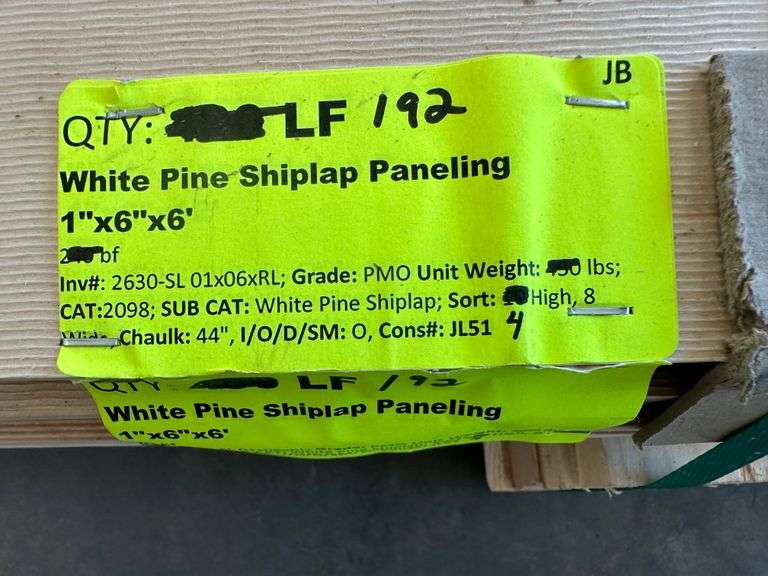 JB
QTY: LF 192
White Pine Shiplap Paneling
1"x6"x6'
bf
Inv#: 2630-SL 01x06xRL; Grade: PMO Unit Weight: lbs;
CAT:2098; SUB CAT: White Pine Shiplap; Sort: High, 8
Wide, Chaulk: 44", I/O/D/SM: O, Cons#: JL51 4
QTY: LF 192
White Pine Shiplap Paneling
1"x6"x6'